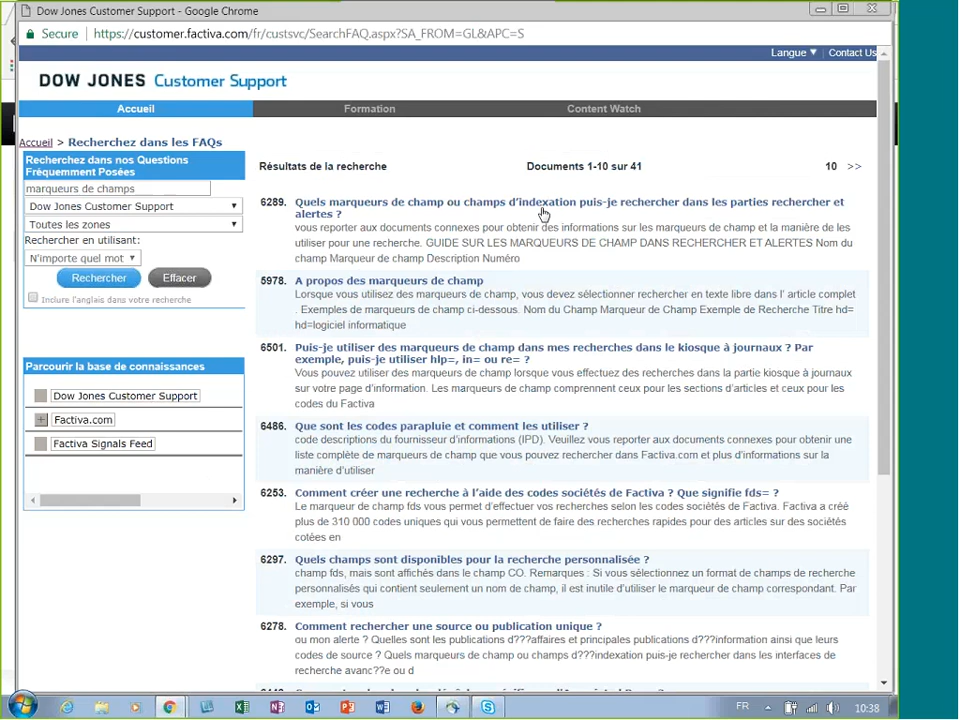 Dow Jones Customer Support - Google Chrome
Secure https://customer.factiva.com/fr/custsvc/SearchFAQ.aspx?SA_FROM=GL&APC=S
Langue Contact Us
DOW JONES Customer Support
Accueil Formation Content Watch
Accueil > Recherchez dans les FAQs
Recherchez dans nos Questions
Fréquemment Posées
marqueurs de champs
Dow Jones Customer Support
Toutes les zones
Rechercher en utilisant:
N'importe quel mot
Rechercher Effacer
Inclure l'anglais dans votre recherche
Parcourir la base de connaissances
Dow Jones Customer Support
Factiva.com
Factiva Signals Feed
Résultats de la recherche Documents 1-10 sur 41 10 >>
6289. Quels marqueurs de champ ou champs d'indexation puis-je rechercher dans les parties rechercher et
alertes ?
vous reporter aux documents connexes pour obtenir des informations sur les marqueurs de champ et la manière de les
utiliser pour une recherche. GUIDE SUR LES MARQUEURS DE CHAMP DANS RECHERCHER ET ALERTES Nom du
champ Marqueur de champ Description Numéro
5978. A propos des marqueurs de champ
Lorsque vous utilisez des marqueurs de champ, vous devez sélectionner rechercher en texte libre dans l' article complet
. Exemples de marqueurs de champ ci-dessous. Nom du Champ Marqueur de Champ Exemple de Recherche Titre hd=
hd=logiciel informatique
6501. Puis-je utiliser des marqueurs de champ dans mes recherches dans le kiosque à journaux ? Par
exemple, puis-je utiliser hlp=, in= ou re= ?
Vous pouvez utiliser des marqueurs de champ lorsque vous effectuez des recherches dans la partie kiosque à journaux
sur votre page d'information. Les marqueurs de champ comprennent ceux pour les sections d'articles et ceux pour les
codes du Factiva
6486. Que sont les codes parapluie et comment les utiliser ?
code descriptions du fournisseur d'informations (IPD). Veuillez vous reporter aux documents connexes pour obtenir une
liste complète de marqueurs de champ que vous pouvez rechercher dans Factiva.com et plus d'informations sur la
manière d'utiliser
6253. Comment créer une recherche à l'aide des codes sociétés de Factiva ? Que signifie fds= ?
Le marqueur de champ fds vous permet d'effectuer vos recherches selon les codes sociétés de Factiva. Factiva a créé
plus de 310 000 codes uniques qui vous permettent de faire des recherches rapides pour des articles sur des sociétés
cotées en
6297. Quels champs sont disponibles pour la recherche personnalisée ?
champ fds, mais sont affichés dans le champ CO. Remarques : Si vous sélectionnez un format de champs de recherche
personnalisés qui contient seulement un nom de champ, il est inutile d'utiliser le marqueur de champ correspondant. Par
exemple, si vous
6278. Comment rechercher une source ou publication unique ?
ou mon alerte ? Quelles sont les publications d???affaires et principales publications d???information ainsi que leurs
codes de source ? Quels marqueurs de champ ou champs d???indexation puis-je rechercher dans les interfaces de
recherche avanc??e ou d
FR 10:38